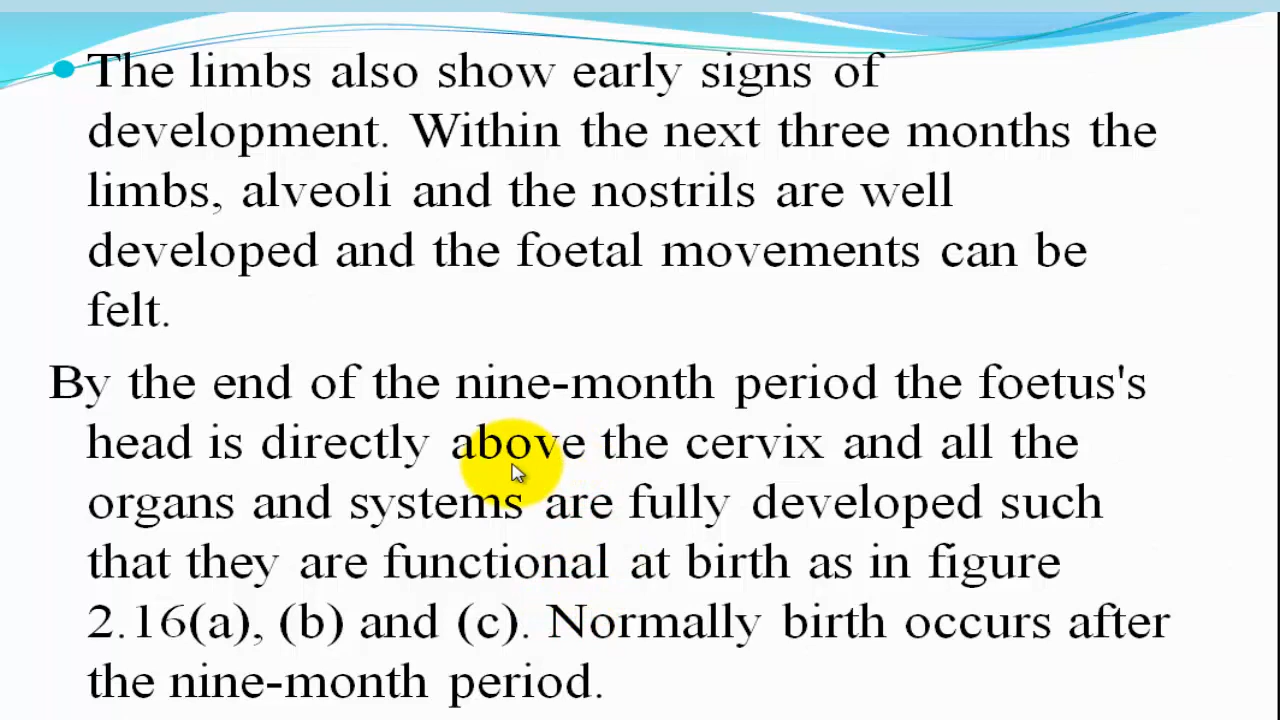 The limbs also show early signs of
development. Within the next three months the
limbs, alveoli and the nostrils are well
developed and the foetal movements can be
felt.
By the end of the nine-month period the foetus's
head is directly above the cervix and all the
organs and systems are fully developed such
that they are functional at birth as in figure
2.16(a), (b) and (c). Normally birth occurs after
the nine-month period.